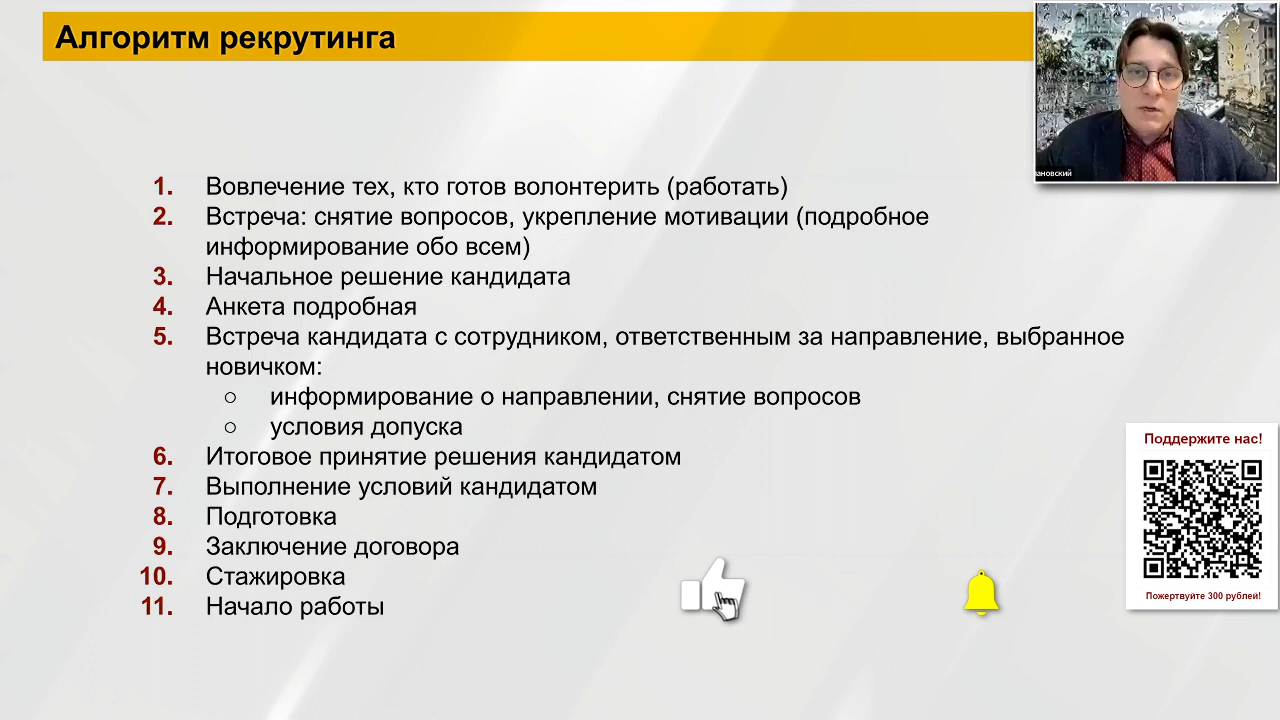 Алгоритм рекрутинга
ановский
1. Вовлечение тех, кто готов волонтерить (работать)
2. Встреча: снятие вопросов, укрепление мотивации (подробное
информирование обо всем)
3. Начальное решение кандидата
4. Анкета подробная
5. Встреча кандидата с сотрудником, ответственным за направление, выбранное
новичком:
○ информирование о направлении, снятие вопросов
○ условия допуска
6. Итоговое принятие решения кандидатом
7. Выполнение условий кандидатом
8. Подготовка
9. Заключение договора
10. Стажировка
11. Начало работы
Поддержите нас!
Пожертвуйте 300 рублей!